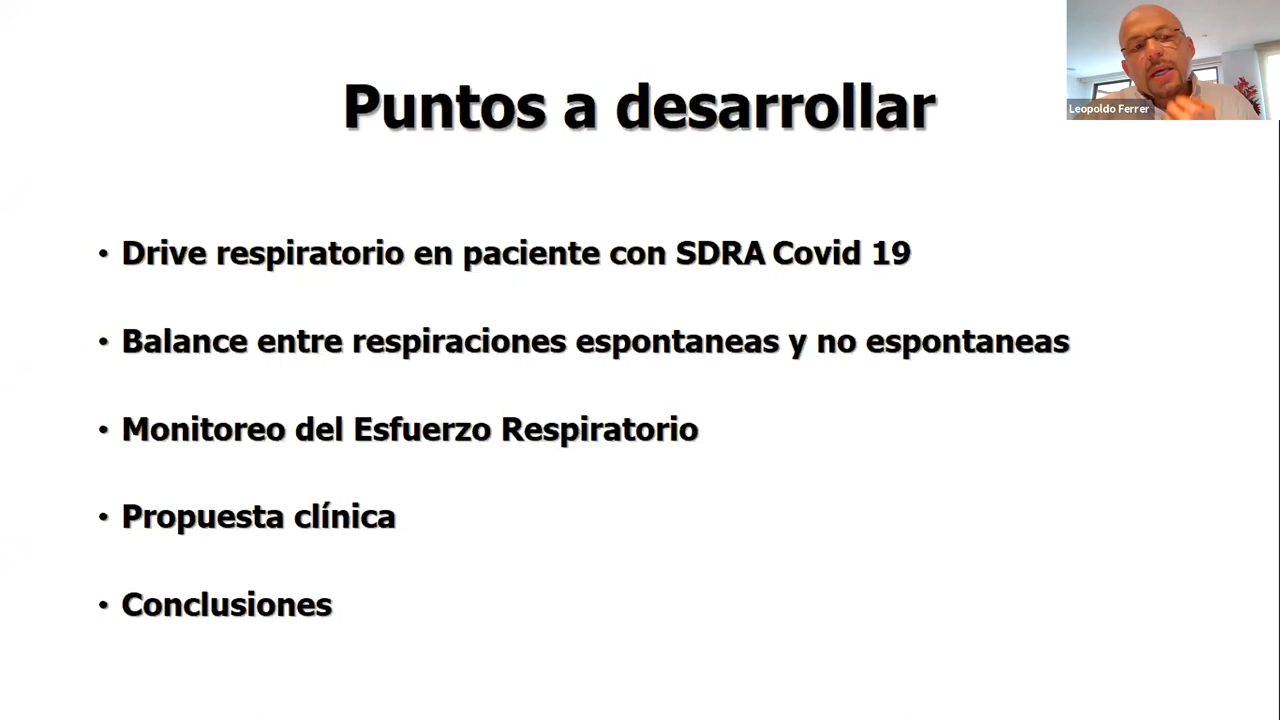 Puntos a desarrollar
Leopoldo Ferrer
• Drive respiratorio en paciente con SDRA Covid 19
• Balance entre respiraciones espontaneas y no espontaneas
• Monitoreo del Esfuerzo Respiratorio
• Propuesta clínica
• Conclusiones